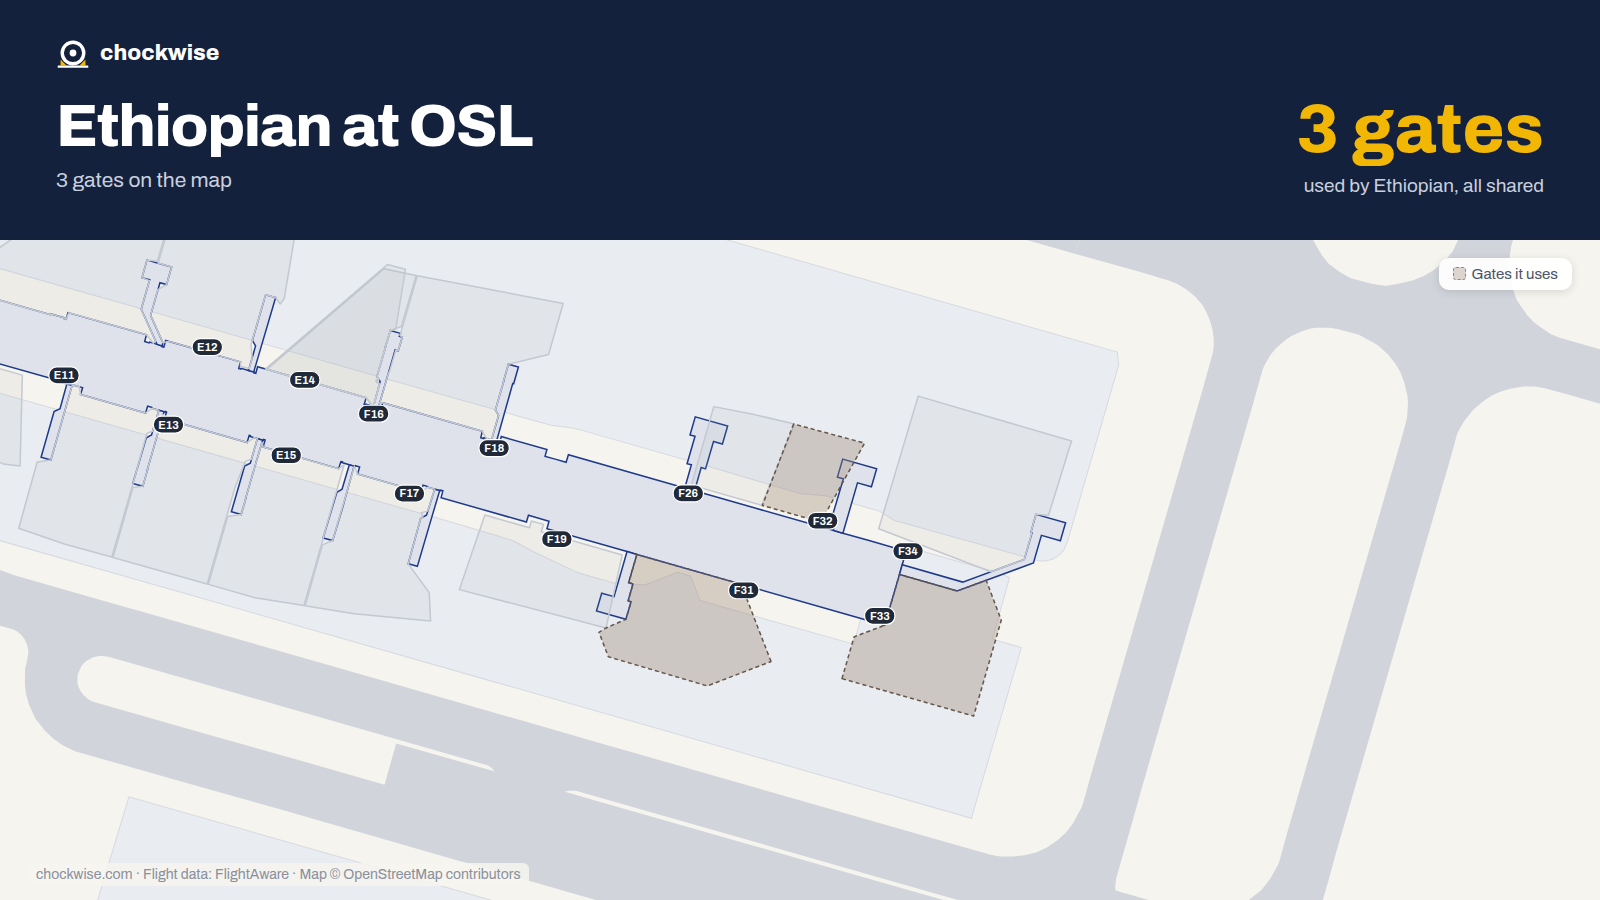 chockwise
Ethiopian at OSL
3 gates on the map
3 gates
used by Ethiopian, all shared
Gates it uses
E12
E11
E14
F16
E13
F18
E15
F17
F26
F32
F19
F34
F31
F33
chockwise.com · Flight data: FlightAware · Map © OpenStreetMap contributors